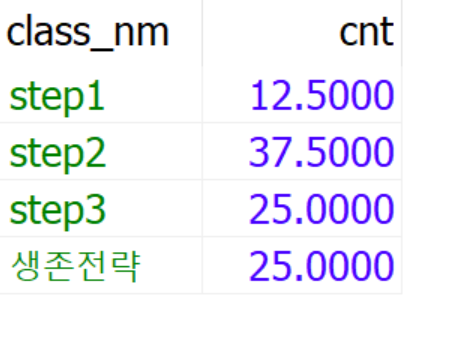 class_nm cnt
step1 12.5000
step2 37.5000
step3 25.0000
생존전략 25.0000